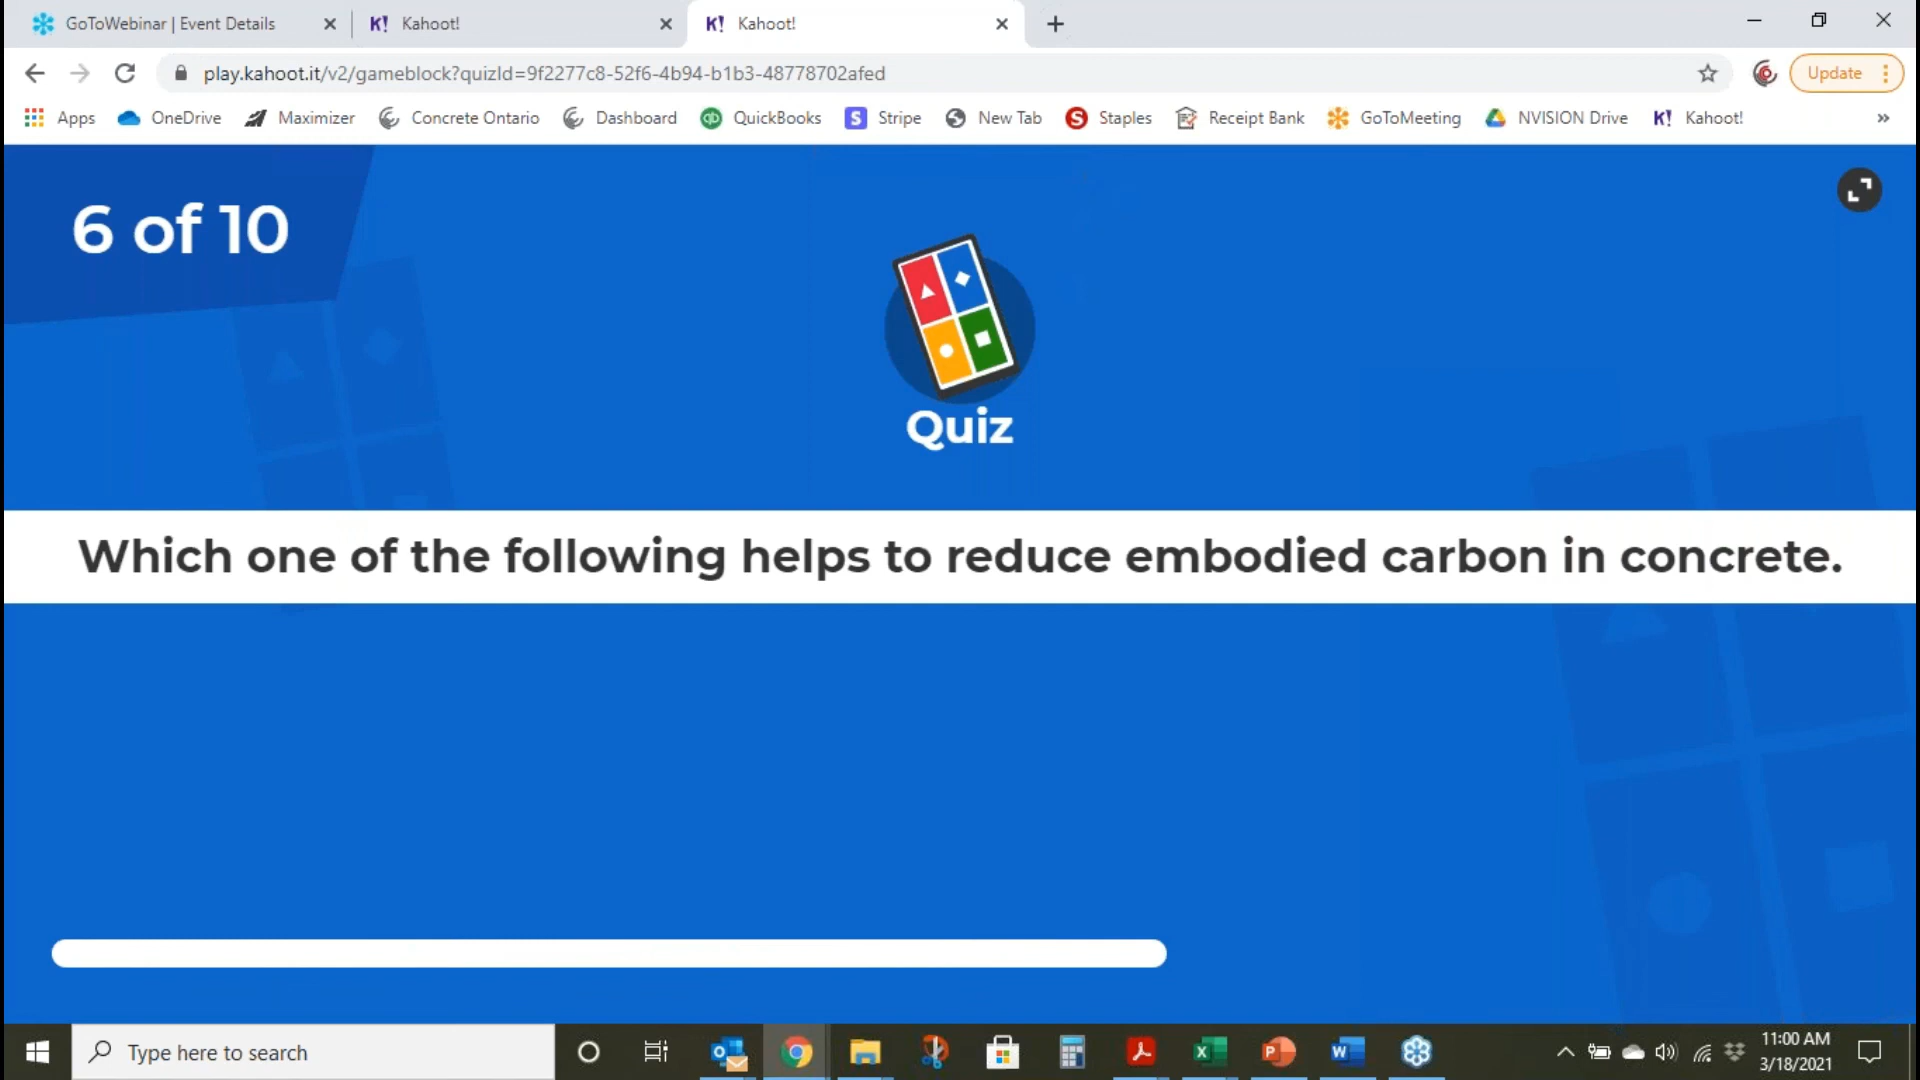 GoToWebinar | Event Details
K! Kahoot!
K! Kahoot!
play.kahoot.it/v2/gameblock?quizId=9f2277c8-52f6-4b94-b1b3-48778702afed
Update
Apps OneDrive Maximizer Concrete Ontario Dashboard qb QuickBooks S Stripe New Tab S Staples Receipt Bank GoToMeeting NVISION Drive K! Kahoot! »
6 of 10
Quiz
Which one of the following helps to reduce embodied carbon in concrete.
Type here to search
11:00 AM
3/18/2021